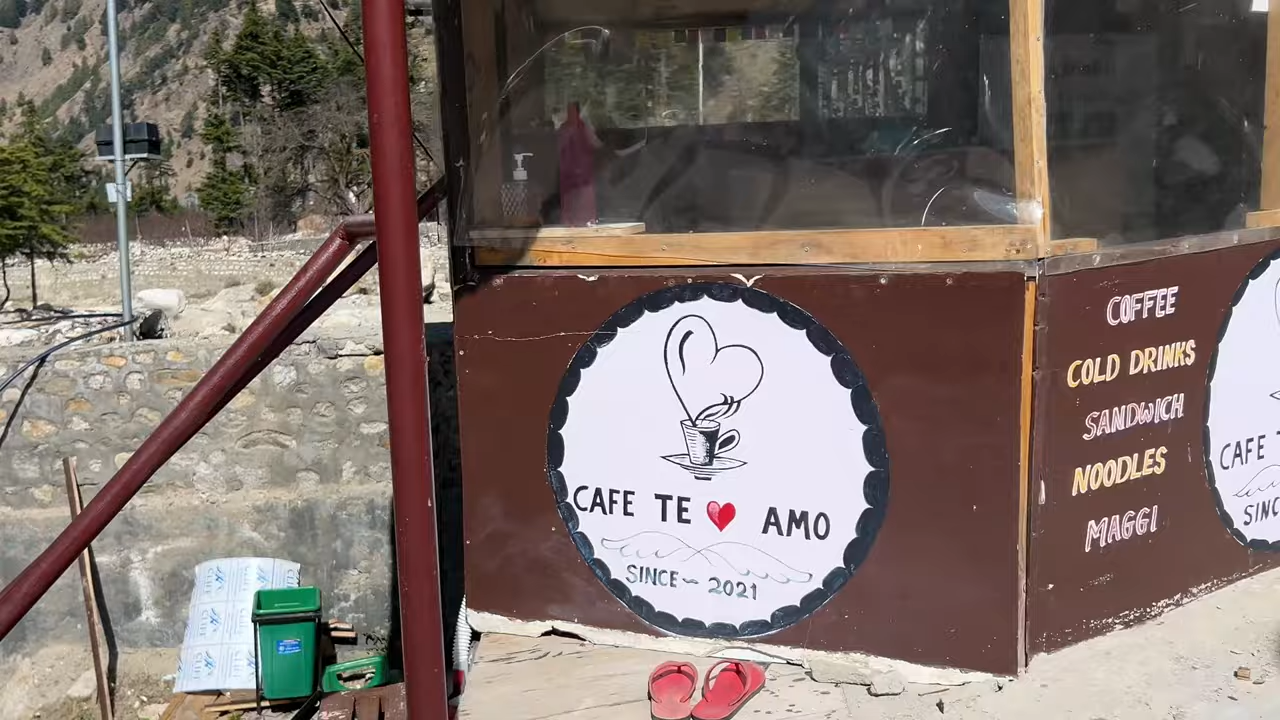 CAFE TE AMO
SINCE~ 2021
COFFEE
COLD DRINKS
SANDWICH
NOODLES
MAGGI
CAFE T
SINC